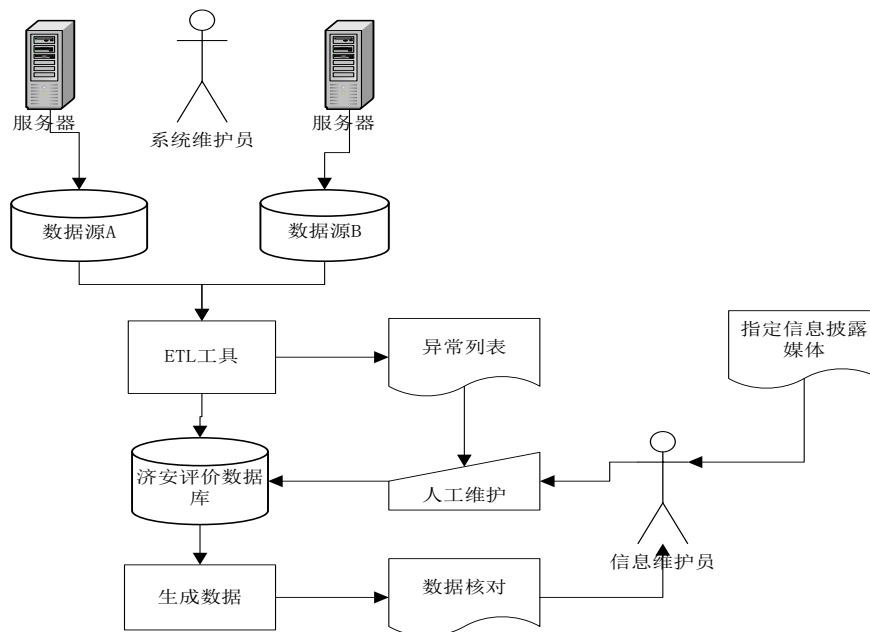 服务器
系统维护员
服务器
数据源A
数据源B
ETL工具
异常列表
指定信息披露
媒体
济安评价数据
库
人工维护
信息维护员
生成数据
数据核对